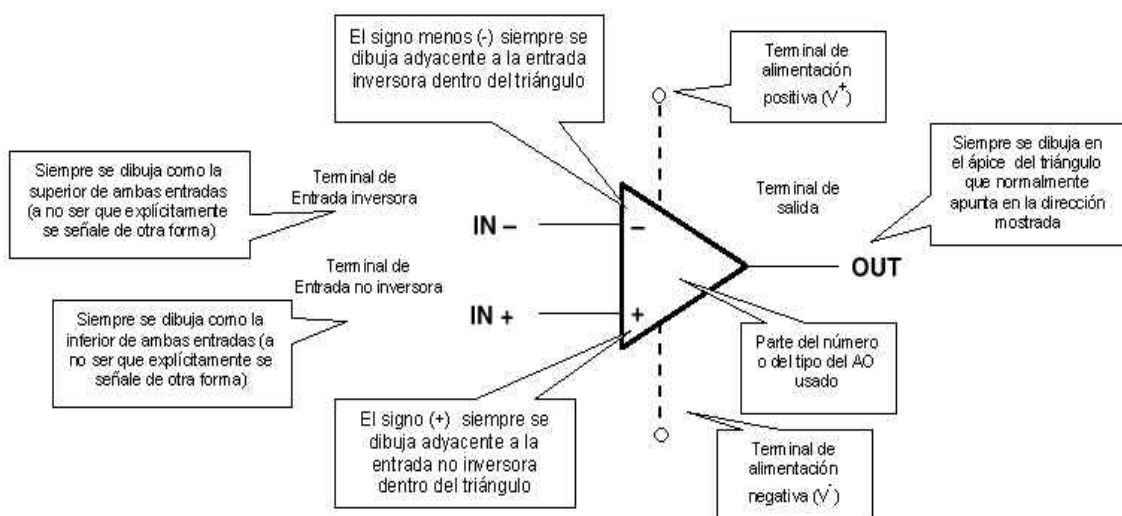 El signo menos (-) siempre se
dibuja adyacente a la entrada
inversora dentro del triángulo
Terminal de
alimentación
positiva (V+)
Siempre se dibuja en
el ápice del triángulo
que normalmente
apunta en la dirección
mostrada
Siempre se dibuja como la
superior de ambas entradas
(a no ser que explícitamente
se señale de otra forma)
Terminal de
Entrada inversora
Terminal de
salida
IN –
–
OUT
Terminal de
Entrada no inversora
IN +
+
Siempre se dibuja como la
inferior de ambas entradas (a
no ser que explícitamente se
señale de otra forma)
Parte del número
o del tipo del AO
usado
El signo (+) siempre se
dibuja adyacente a la
entrada no inversora
dentro del triángulo
Terminal de
alimentación
negativa (V-)